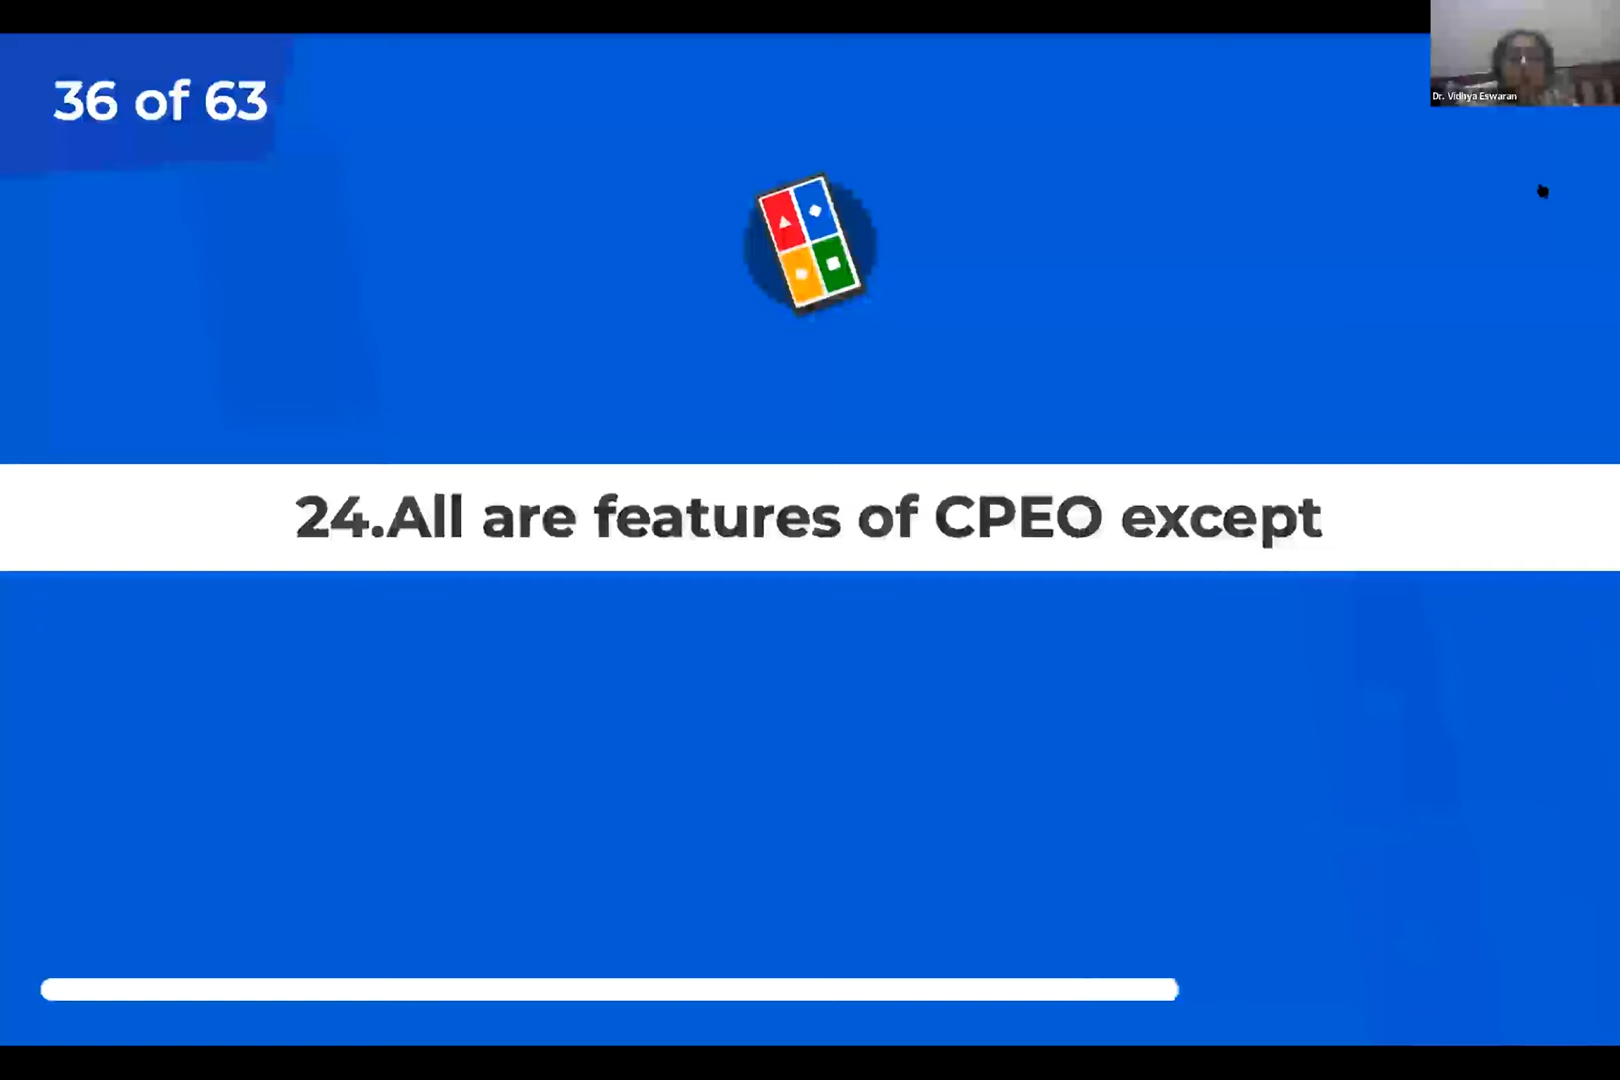 36 of 63
Dr. Vidhya Eswaran
24.All are features of CPEO except